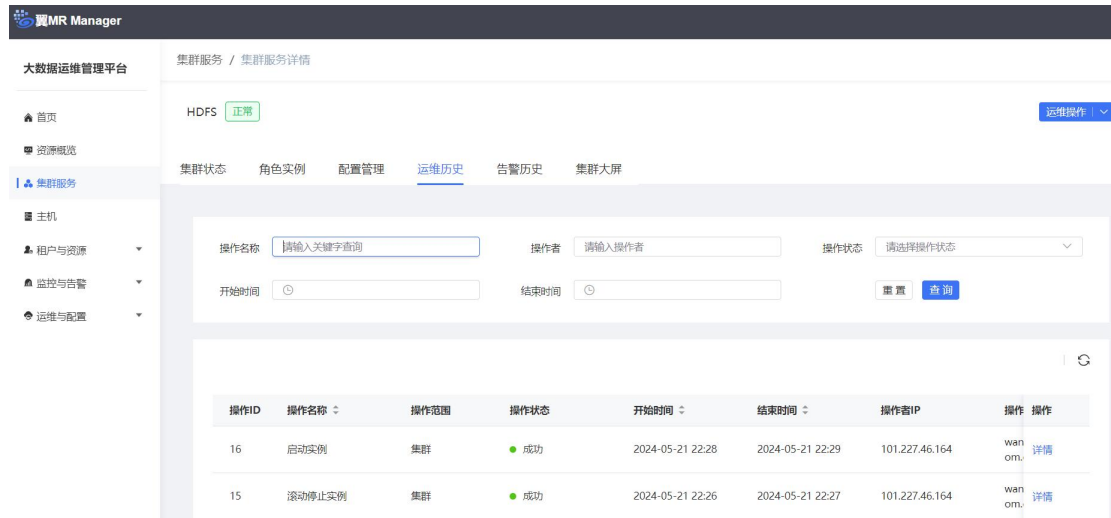 翼MR Manager
大数据运维管理平台
首页
资源概览
集群服务
主机
租户与资源
监控与告警
运维与配置
集群服务 / 集群服务详情
HDFS 正常
运维操作
集群状态 角色实例 配置管理 运维历史 告警历史 集群大屏
操作名称 请输入关键字查询 操作者 请输入操作者 操作状态 请选择操作状态
开始时间 结束时间 重置 查询
操作ID 操作名称 操作范围 操作状态 开始时间 结束时间 操作者IP 操作 操作
16 启动实例 集群 成功 2024-05-21 22:28 2024-05-21 22:29 101.227.46.164 wan 详情
om.
15 滚动停止实例 集群 成功 2024-05-21 22:26 2024-05-21 22:27 101.227.46.164 wan 详情
om.